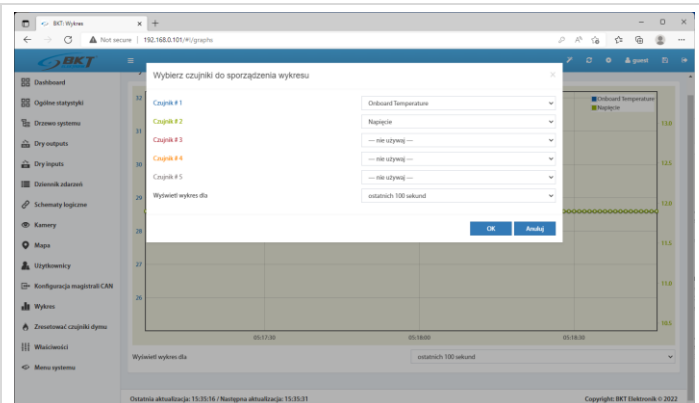 BKT: Wykres
Not secure 192.168.0.101/#!/graphs
BKT
guest
Dashboard
Ogólne statystyki
Drzewo systemu
Dry outputs
Dry inputs
Dziennik zdarzeń
Schematy logiczne
Kamery
Mapa
Użytkownicy
Konfiguracja magistrali CAN
Wykres
Zresetować czujniki dymu
Właściwości
Menu systemu
Wybierz czujniki do sporządzenia wykresu
Czujnik # 1 Onboard Temperature
Czujnik # 2 Napięcie
Czujnik # 3 --- nie używaj ---
Czujnik # 4 --- nie używaj ---
Czujnik # 5 --- nie używaj ---
Wyświetl wykres dla ostatnich 100 sekund
OK Anuluj
Onboard Temperature
Napięcie
32
31
30
29
28
27
26
13.0
12.5
12.0
11.5
11.0
10.5
05:17:30 05:18:00 05:18:30
Wyświetl wykres dla ostatnich 100 sekund
Ostatnia aktualizacja: 15:35:16 / Następna aktualizacja: 15:35:31
Copyright: BKT Elektronik © 2022